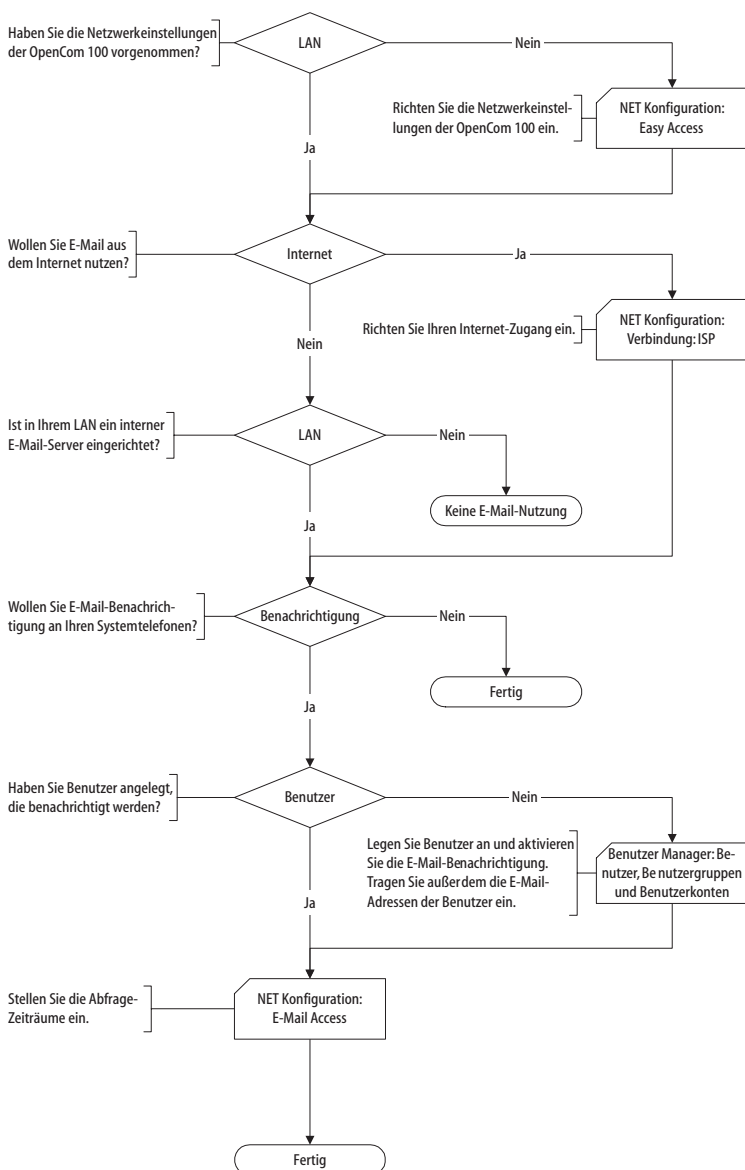 Haben Sie die Netzwerkeinstellungen
der OpenCom 100 vorgenommen?
LAN
Nein
Richten Sie die Netzwerkeinstel-
lungen der OpenCom 100 ein.
NET Konfiguration:
Easy Access
Ja
Wollen Sie E-Mail aus
dem Internet nutzen?
Internet
Ja
Richten Sie Ihren Internet-Zugang ein.
NET Konfiguration:
Verbindung: ISP
Nein
Ist in Ihrem LAN ein interner
E-Mail-Server eingerichtet?
LAN
Nein
Keine E-Mail-Nutzung
Ja
Wollen Sie E-Mail-Benachrich-
tigung an Ihren Systemtelefonen?
Benachrichtigung
Nein
Fertig
Ja
Haben Sie Benutzer angelegt,
die benachrichtigt werden?
Benutzer
Nein
Legen Sie Benutzer an und aktivieren
Sie die E-Mail-Benachrichtigung.
Tragen Sie außerdem die E-Mail-
Adressen der Benutzer ein.
Benutzer Manager: Be-
nutzer, Be nutzergruppen
und Benutzerkonten
Ja
Stellen Sie die Abfrage-
Zeiträume ein.
NET Konfiguration:
E-Mail Access
Fertig